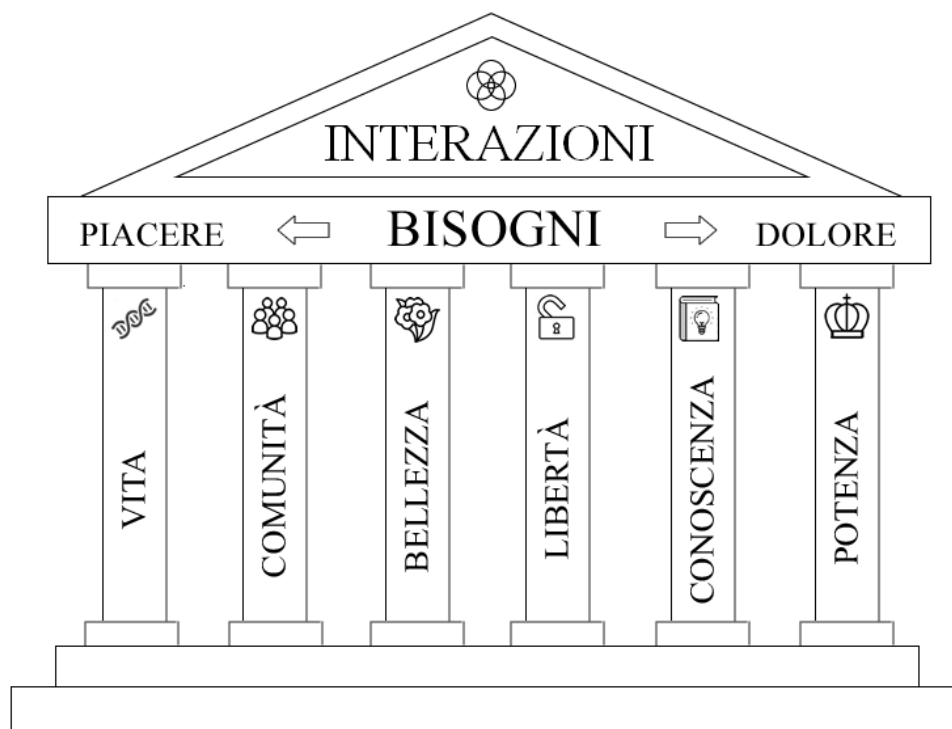 INTERAZIONI
PIACERE BISOGNI DOLORE
VITA
COMUNITÀ
BELLEZZA
LIBERTÀ
CONOSCENZA
POTENZA